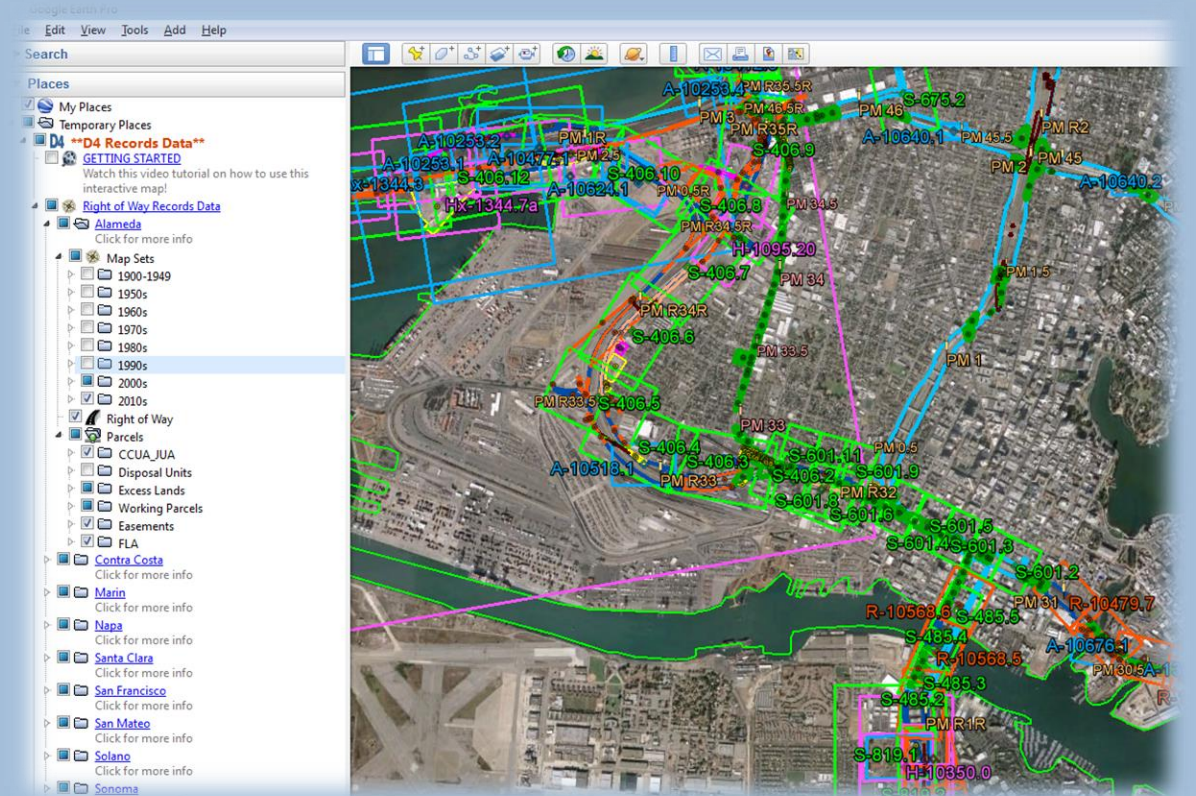 Google Earth Pro
File Edit View Tools Add Help
Search
Places
My Places
Temporary Places
D4 **D4 Records Data**
GETTING STARTED
Watch this video tutorial on how to use this
interactive map!
Right of Way Records Data
Alameda
Click for more info
Map Sets
1900-1949
1950s
1960s
1970s
1980s
1990s
2000s
2010s
Right of Way
Parcels
CCUA_JUA
Disposal Units
Excess Lands
Working Parcels
Easements
FLA
Contra Costa
Click for more info
Marin
Click for more info
Napa
Click for more info
Santa Clara
Click for more info
San Francisco
Click for more info
San Mateo
Click for more info
Solano
Click for more info
Sonoma
A-10253.4 PM R35.5R
PM 3 PM 46.5R PM 46 S-675.2
PM R35R A-10640.1 PM 45.5 PM R2
A-10253.2 PM 1R S-406.9
A-10253.1 A-10477.1 PM 2.5 PM 2 PM 45
S-406.12 S-406.10 A-10640.2
x-1344.3 A-10624.1 PM 0.5R
Hx-1344.7a S-406.8 PM 34.5
PM R34.5R
H-1095.20
S-406.7 PM 34 PM 1.5
PM R34R
S-406.6
PM 33.5 PM 1
PM R33.5 S-406.5
PM 33
S-406.4 PM 0.5
A-10518.1 S-406.3 S-601.11
PM R33 S-406.2 S-601.9
S-601.8 PM R32
S-601.6
S-601.5
S-601.4 S-601.3
S-601.2
R-10568.6 S-485.5 PM 31 R-10479.7
S-485.4 A-10676.1
R-10568.5 PM 30.5
S-485.3
S-485.2
PM R1R
S-819.1
H-10350.0